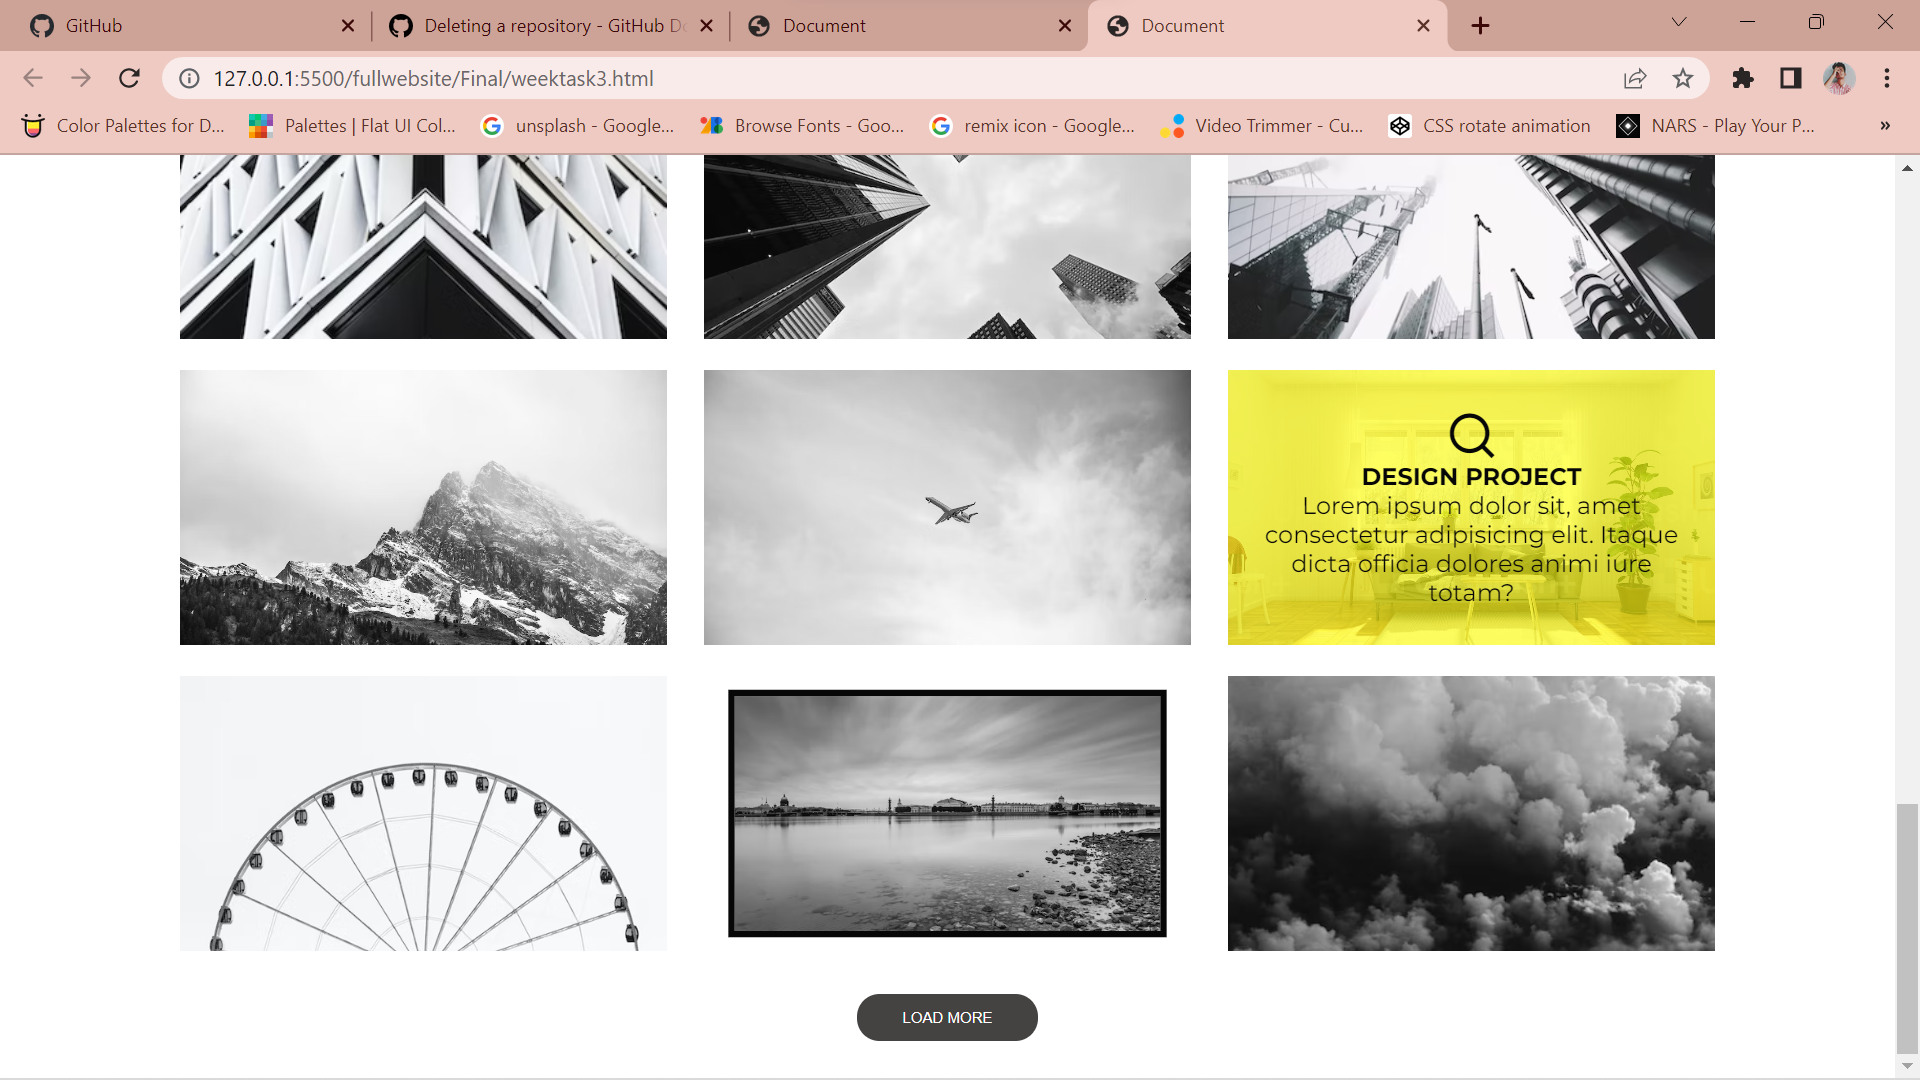 GitHub
Deleting a repository - GitHub Do
Document
Document
127.0.0.1:5500/fullwebsite/Final/weektask3.html
Color Palettes for D...
Palettes | Flat UI Col...
unsplash - Google...
Browse Fonts - Goo...
remix icon - Google...
Video Trimmer - Cu...
CSS rotate animation
NARS - Play Your P...
»
DESIGN PROJECT
Lorem ipsum dolor sit, amet
consectetur adipisicing elit. Itaque
dicta officia dolores animi iure
totam?
LOAD MORE